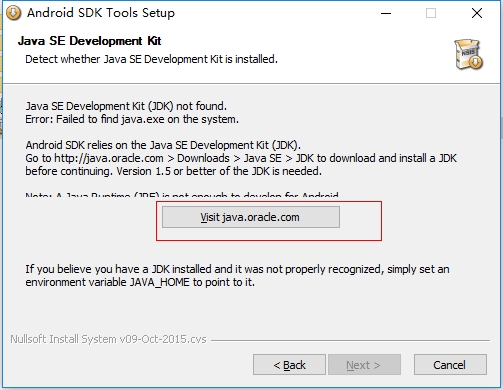 Android SDK Tools Setup
Java SE Development Kit
Detect whether Java SE Development Kit is installed.
Java SE Development Kit (JDK) not found.
Error: Failed to find java.exe on the system.
Android SDK relies on the Java SE Development Kit (JDK).
Go to http://java.oracle.com > Downloads > Java SE > JDK to download and install a JDK
before continuing. Version 1.5 or better of the JDK is needed.
Note: A Java Runtime (JRE) is not enough to develop for Android
Visit java.oracle.com
If you believe you have a JDK installed and it was not properly recognized, simply set an
environment variable JAVA_HOME to point to it.
Nullsoft Install System v09-Oct-2015.cvs
< Back
Next >
Cancel